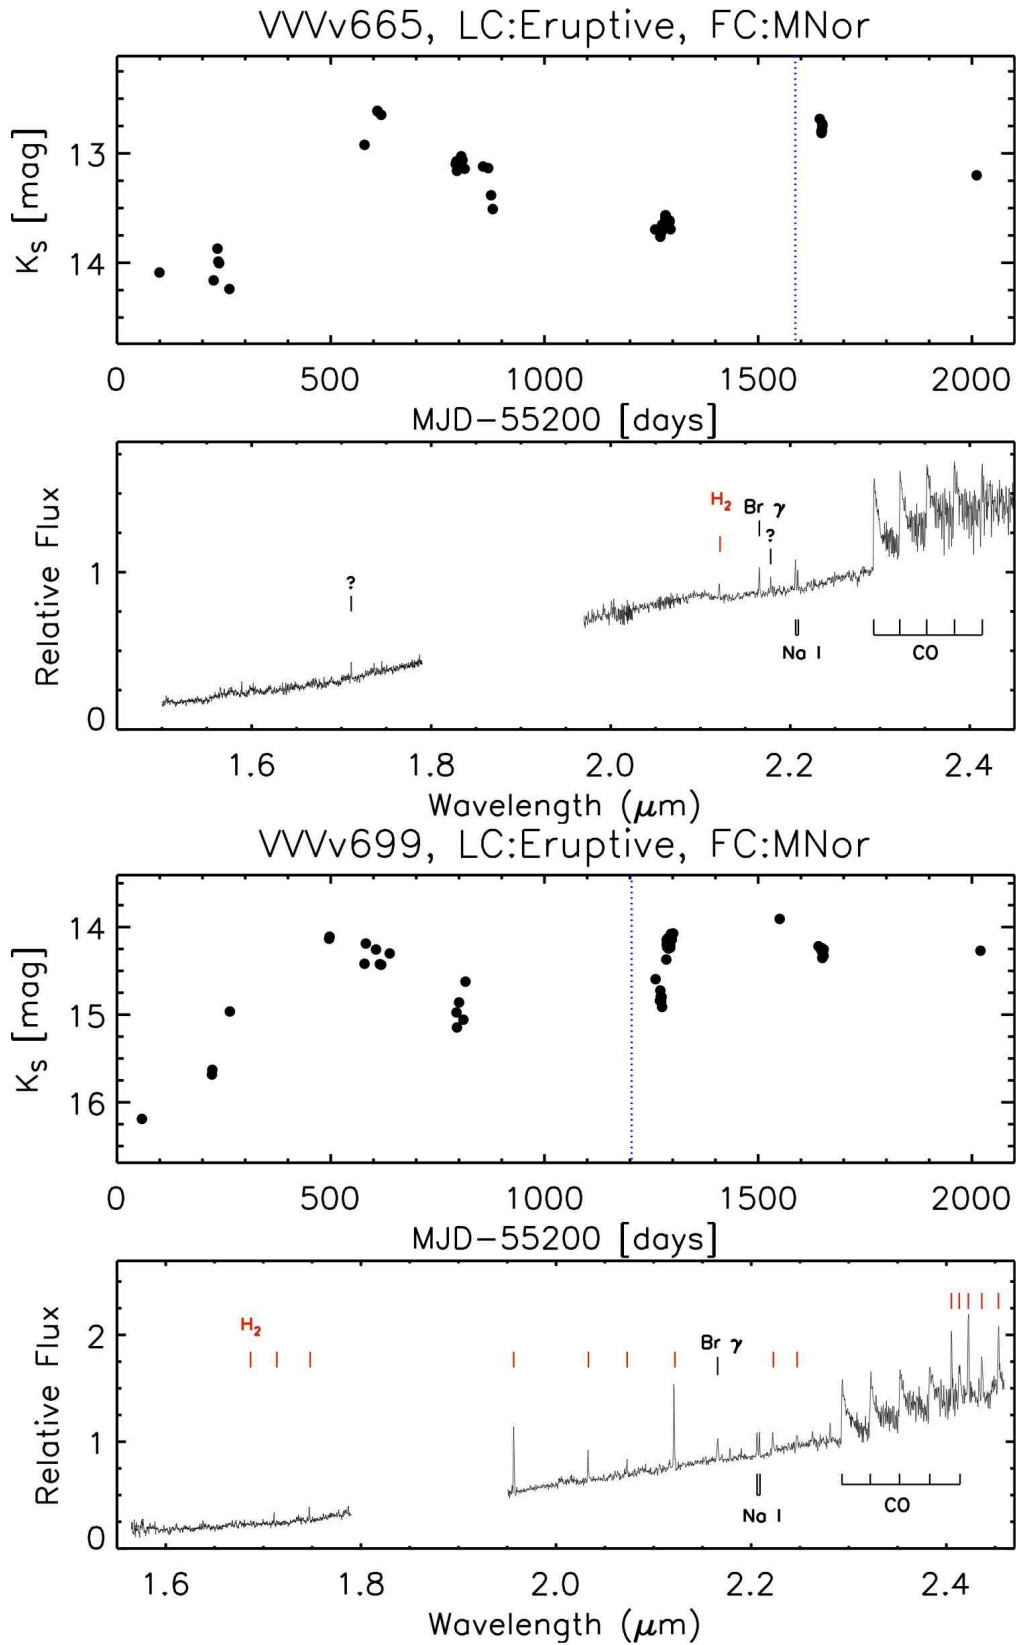 VVVv665, LC:Eruptive, FC:MNor
13
14
K_S [mag]
0 500 1000 1500 2000
MJD−55200 [days]
Relative Flux
1
0
?
H_2
Br γ
?
Na I
CO
1.6 1.8 2.0 2.2 2.4
Wavelength (μm)
VVVv699, LC:Eruptive, FC:MNor
14
15
16
K_S [mag]
0 500 1000 1500 2000
MJD−55200 [days]
Relative Flux
2
1
0
H_2
Br γ
Na I
CO
1.6 1.8 2.0 2.2 2.4
Wavelength (μm)